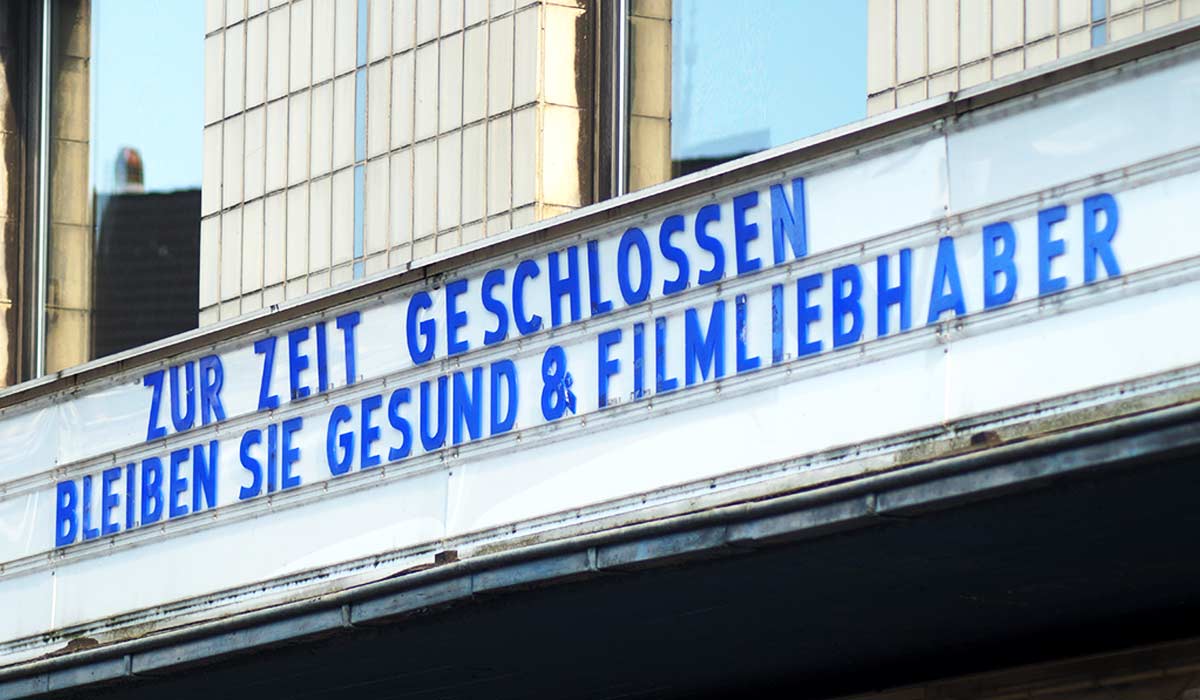 ZUR ZEIT GESCHLOSSEN
BLEIBEN SIE GESUND & FILMLIEBHABER